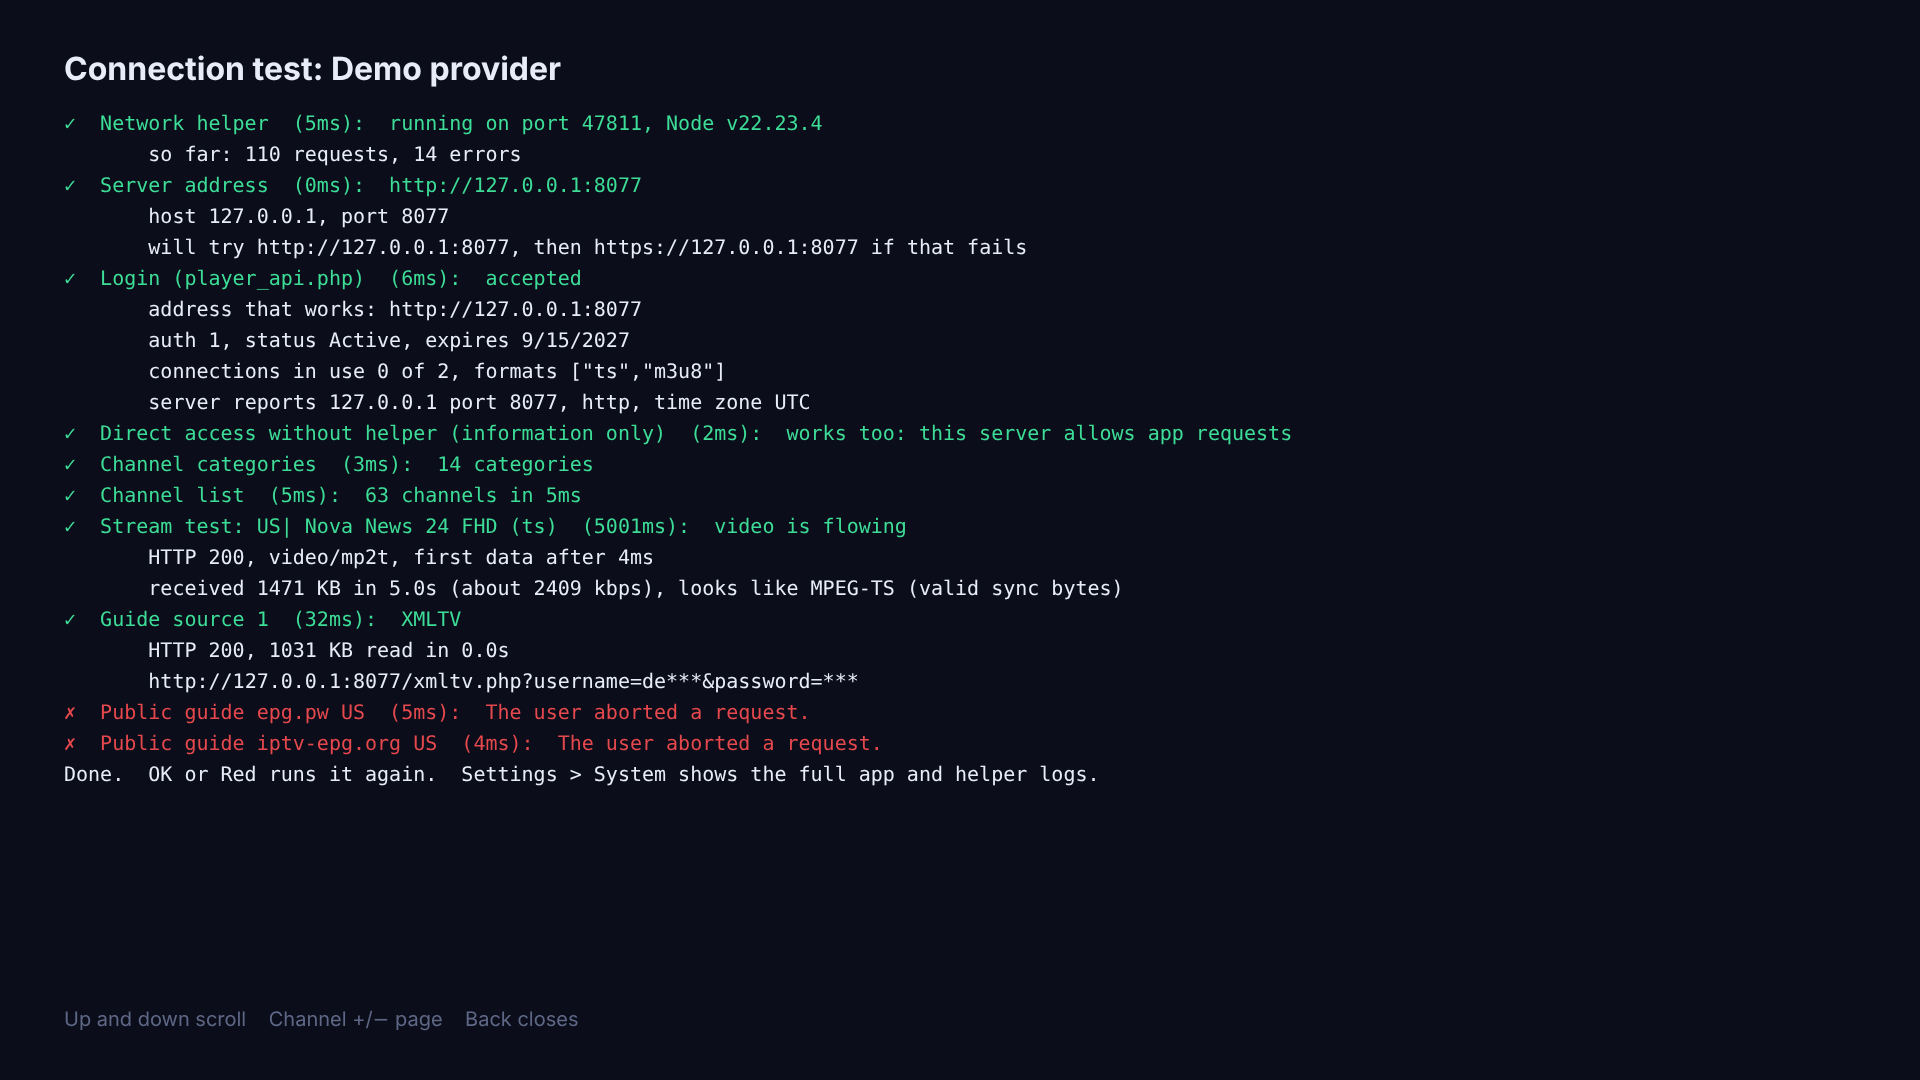 Connection test: Demo provider
✓ Network helper (5ms): running on port 47811, Node v22.23.4
so far: 110 requests, 14 errors
✓ Server address (0ms): http://127.0.0.1:8077
host 127.0.0.1, port 8077
will try http://127.0.0.1:8077, then https://127.0.0.1:8077 if that fails
✓ Login (player_api.php) (6ms): accepted
address that works: http://127.0.0.1:8077
auth 1, status Active, expires 9/15/2027
connections in use 0 of 2, formats ["ts","m3u8"]
server reports 127.0.0.1 port 8077, http, time zone UTC
✓ Direct access without helper (information only) (2ms): works too: this server allows app requests
✓ Channel categories (3ms): 14 categories
✓ Channel list (5ms): 63 channels in 5ms
✓ Stream test: US| Nova News 24 FHD (ts) (5001ms): video is flowing
HTTP 200, video/mp2t, first data after 4ms
received 1471 KB in 5.0s (about 2409 kbps), looks like MPEG-TS (valid sync bytes)
✓ Guide source 1 (32ms): XMLTV
HTTP 200, 1031 KB read in 0.0s
http://127.0.0.1:8077/xmltv.php?username=de***&password=***
✗ Public guide epg.pw US (5ms): The user aborted a request.
✗ Public guide iptv-epg.org US (4ms): The user aborted a request.
Done. OK or Red runs it again. Settings > System shows the full app and helper logs.
Up and down scroll Channel +/− page Back closes